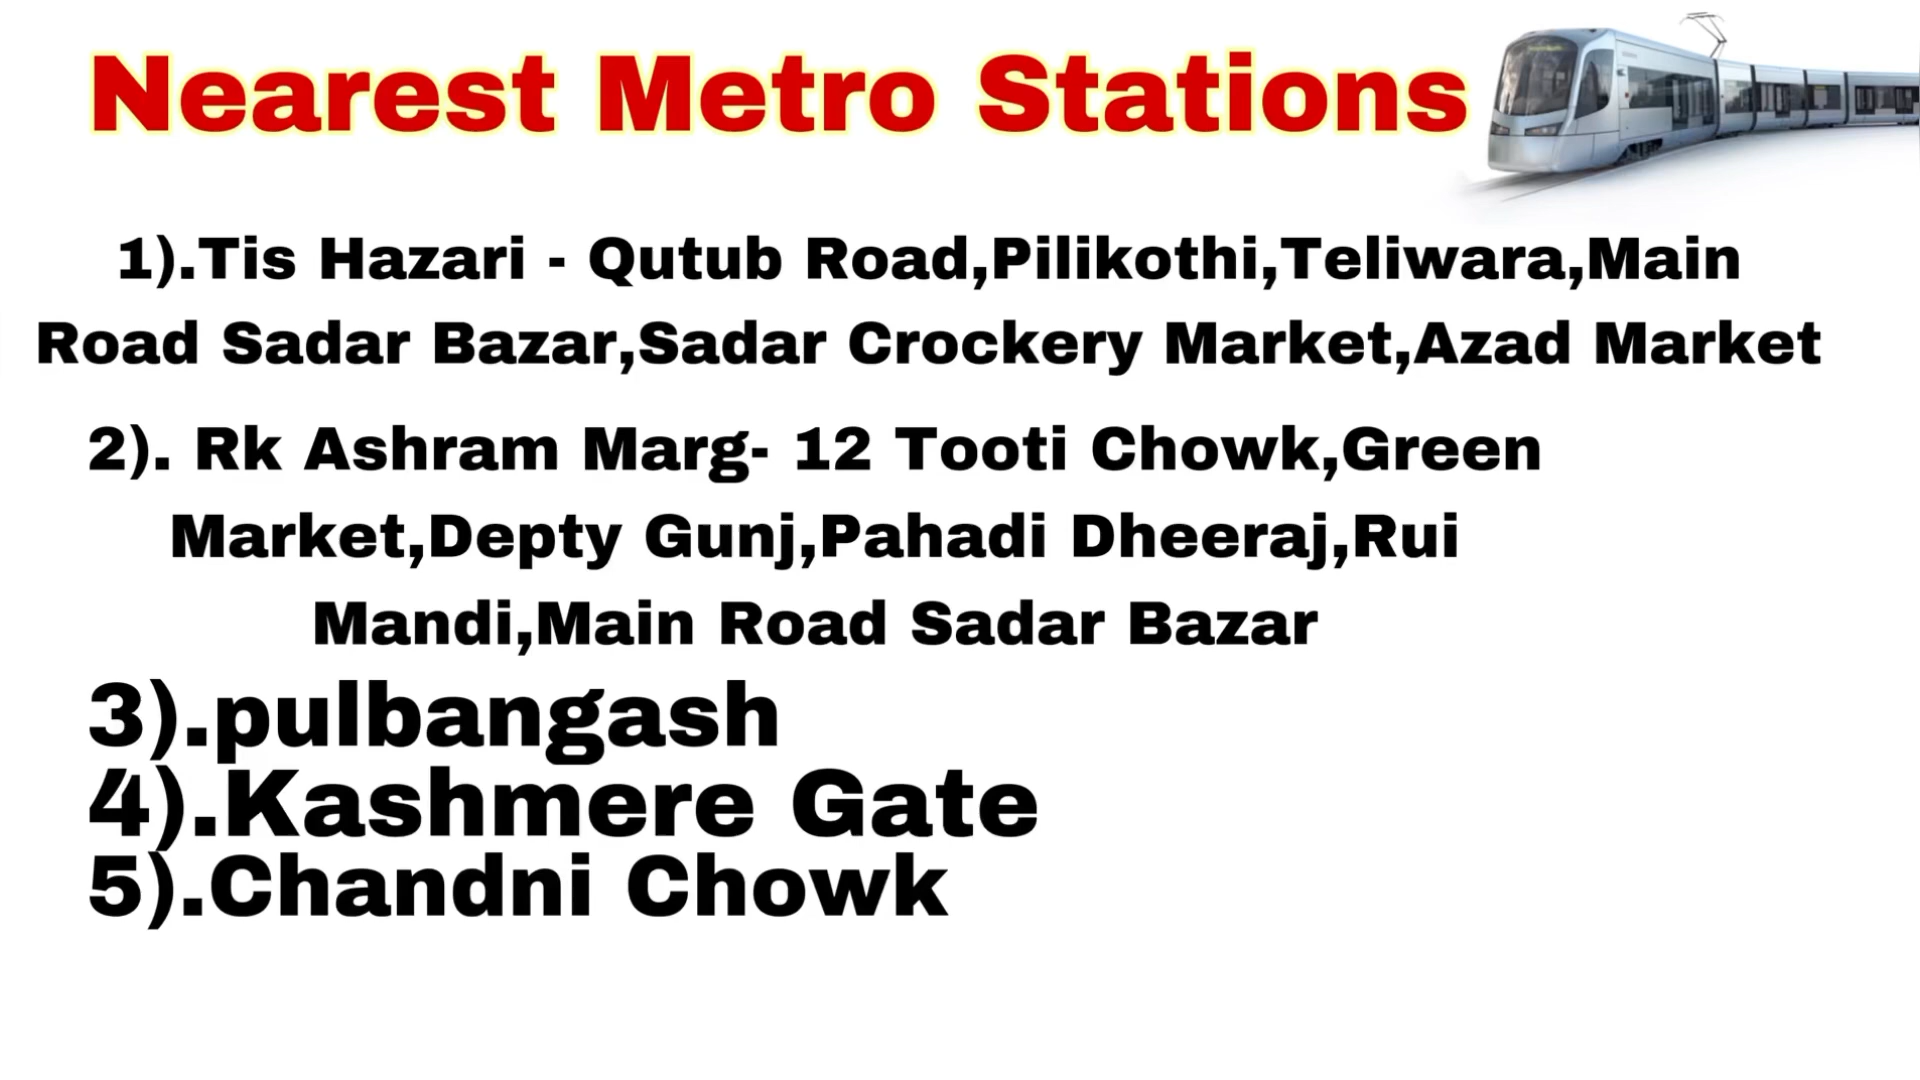 Nearest Metro Stations
1).Tis Hazari - Qutub Road,Pilikothi,Teliwara,Main
Road Sadar Bazar,Sadar Crockery Market,Azad Market
2). Rk Ashram Marg- 12 Tooti Chowk,Green
Market,Depty Gunj,Pahadi Dheeraj,Rui
Mandi,Main Road Sadar Bazar
3).pulbangash
4).Kashmere Gate
5).Chandni Chowk